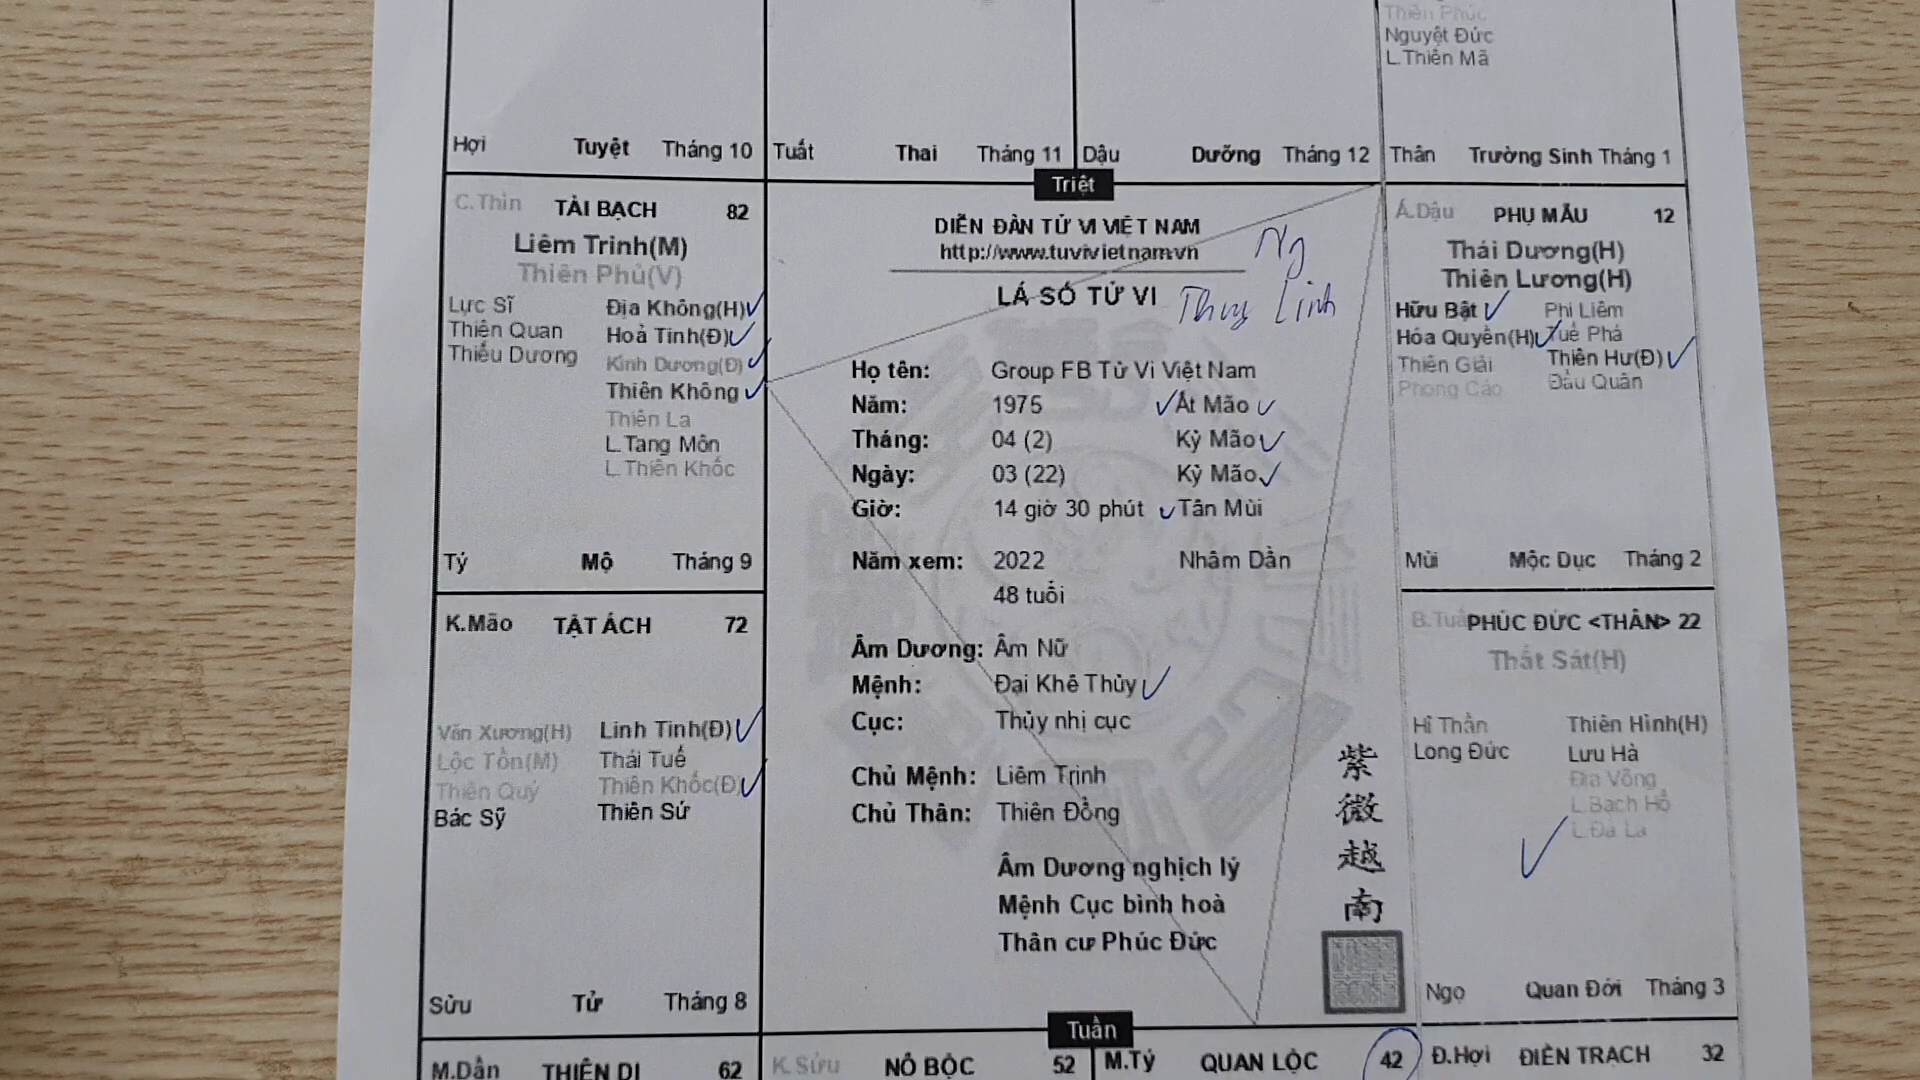 Thiên Phúc
Nguyệt Đức
L.Thiên Mã
Hợi Tuyệt Tháng 10
Tuất Thai Tháng 11
Dậu Dưỡng Tháng 12
Thân Trường Sinh Tháng 1
Triệt
C.Thìn TÀI BẠCH 82
Liêm Trinh(M)
Thiên Phủ(V)
Lực Sĩ Địa Không(H)
Thiên Quan Hoả Tinh(Đ)
Thiếu Dương Kình Dương(Đ)
Thiên Không
Thiên La
L.Tang Môn
L.Thiên Khốc
Tý Mộ Tháng 9
DIỄN ĐÀN TỬ VI VIỆT NAM
http://www.tuvivietnam.vn
Ng
LÁ SỐ TỬ VI
Thuy Linh
Họ tên: Group FB Tử Vi Việt Nam
Năm: 1975 Ất Mão
Tháng: 04 (2) Kỷ Mão
Ngày: 03 (22) Kỷ Mão
Giờ: 14 giờ 30 phút Tân Mùi
Năm xem: 2022 Nhâm Dần
48 tuổi
Âm Dương: Âm Nữ
Mệnh: Đại Khê Thủy
Cục: Thủy nhị cục
Chủ Mệnh: Liêm Trinh
Chủ Thân: Thiên Đồng
Âm Dương nghịch lý
Mệnh Cục bình hoà
Thân cư Phúc Đức
紫
微
越
南
Á.Dậu PHỤ MẪU 12
Thái Dương(H)
Thiên Lương(H)
Hữu Bật Phi Liêm
Hóa Quyền(H) Tuế Phá
Thiên Giải Thiên Hư(Đ)
Phong Cáo Đẩu Quân
Mùi Mộc Dục Tháng 2
K.Mão TẬT ÁCH 72
Văn Xương(H) Linh Tinh(Đ)
Lộc Tồn(M) Thái Tuế
Thiên Quý Thiên Khốc(Đ)
Bác Sỹ Thiên Sứ
Sửu Tử Tháng 8
B.Tuất PHÚC ĐỨC <THÂN> 22
Thất Sát(H)
Hỉ Thần Thiên Hình(H)
Long Đức Lưu Hà
Địa Võng
L.Bạch Hổ
L.Đà La
Ngọ Quan Đới Tháng 3
Tuần
M.Dần THIÊN DI 62
K.Sửu NÔ BỘC 52
M.Tý QUAN LỘC 42
Đ.Hợi ĐIỀN TRẠCH 32